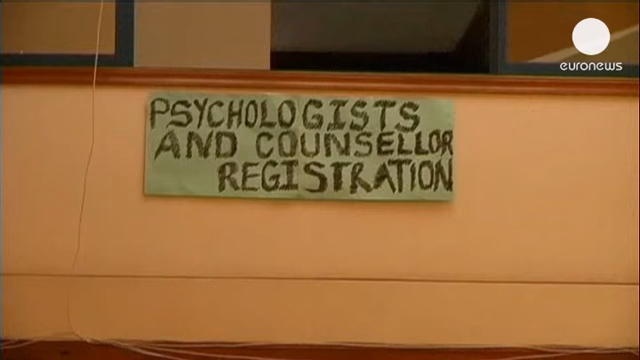 euronews
PSYCHOLOGISTS
AND COUNSELLOR
REGISTRATION